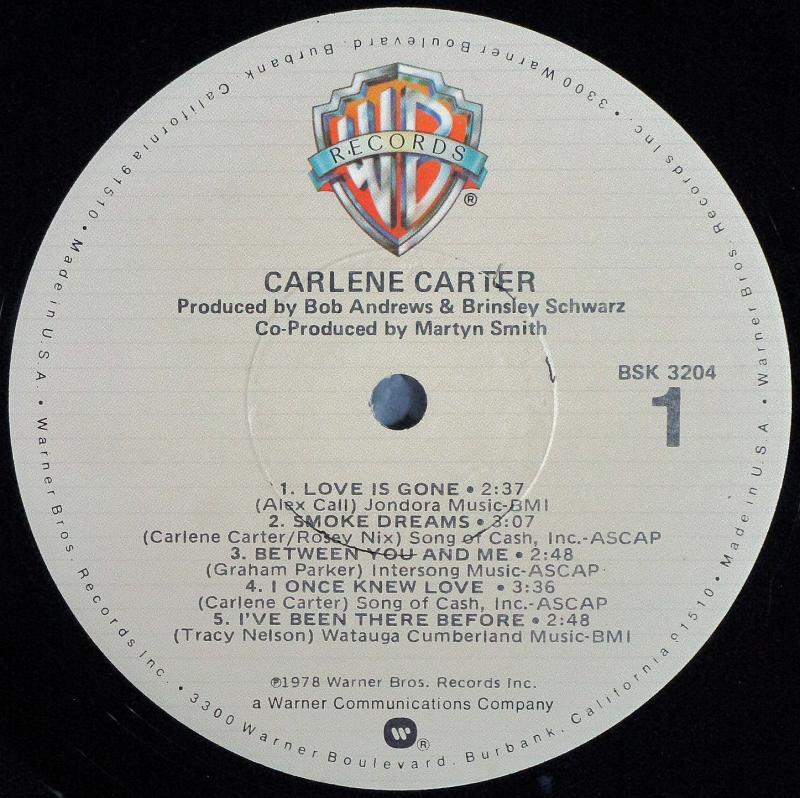 WB
RECORDS
®
CARLENE CARTER
Produced by Bob Andrews & Brinsley Schwarz
Co-Produced by Martyn Smith
BSK 3204
1
1. LOVE IS GONE • 2:37
(Alex Call) Jondora Music-BMI
2. SMOKE DREAMS • 3:07
(Carlene Carter/Rosey Nix) Song of Cash, Inc.-ASCAP
3. BETWEEN YOU AND ME • 2:48
(Graham Parker) Intersong Music-ASCAP
4. I ONCE KNEW LOVE • 3:36
(Carlene Carter) Song of Cash, Inc.-ASCAP
5. I'VE BEEN THERE BEFORE • 2:48
(Tracy Nelson) Watauga Cumberland Music-BMI
℗1978 Warner Bros. Records Inc.
a Warner Communications Company
W®
Warner Bros. Records Inc. • 3300 Warner Boulevard. Burbank, California 91510 • Made in U.S.A. • Warner Bros. Records Inc. • 3300 Warner Boulevard. Burbank, California 91510 • Made in U.S.A •